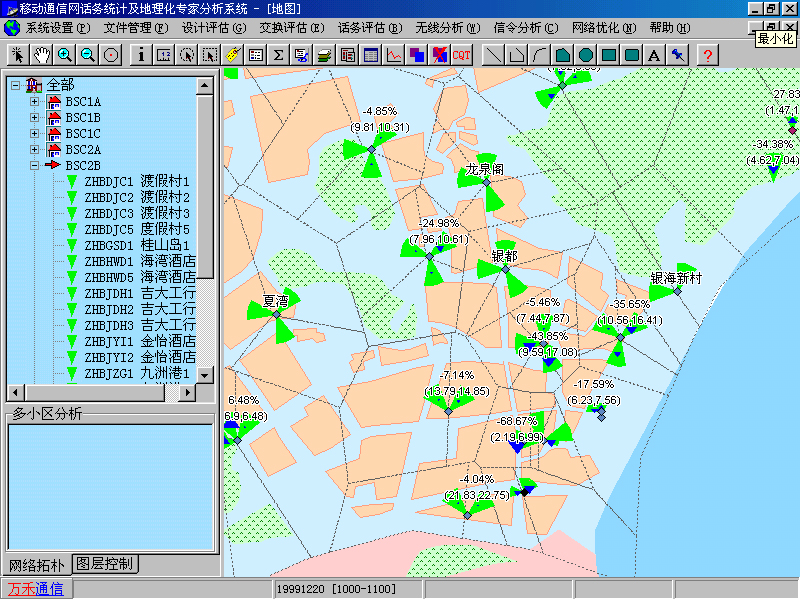 移动通信网话务统计及地理化专家分析系统 - [地图]
系统设置(F) 文件管理(F) 设计评估(G) 交换评估(E) 话务评估(B) 无线分析(W) 信令分析(C) 网络优化(N) 帮助(H)
最小化
CQT
全部
BSC1A
BSC1B
BSC1C
BSC2A
BSC2B
ZHBDJC1 渡假村1
ZHBDJC2 渡假村2
ZHBDJC3 渡假村3
ZHBDJC5 度假村5
ZHBGSD1 桂山岛1
ZHBHWD1 海湾酒店
ZHBHWD5 海湾酒店
ZHBJDH1 吉大工行
ZHBJDH2 吉大工行
ZHBJDH3 吉大工行
ZHBJYI1 金怡酒店
ZHBJYI2 金怡酒店
ZHBJZG1 九洲港1
多小区分析
网络拓朴 图层控制
-4.85%
(9.81,10.31)
27.83
(1.47,1
-34.38%
(4.62,7.04)
龙泉阁
-24.98%
(7.96,10.61)
银都
银海新村
夏湾
-5.46%
(7.44,7.87)
-35.65%
(10.56,16.41)
-43.85%
(9.59,17.08)
-7.14%
(13.79,14.85)
-17.59%
(6.23,7.56)
6.48%
6.9,6.48)
-68.67%
(2.19,6.99)
-4.04%
(21.83,22.75)
万禾通信 19991220 [1000-1100]